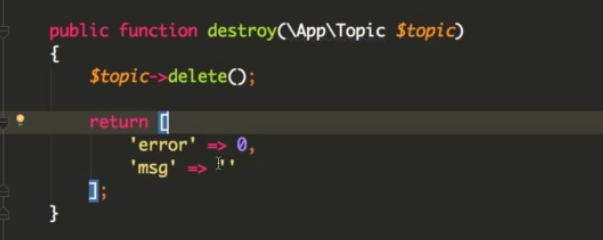 public function destroy(\App\Topic $topic)
{
$topic->delete();
return [
'error' => 0,
'msg' => ''
];
}